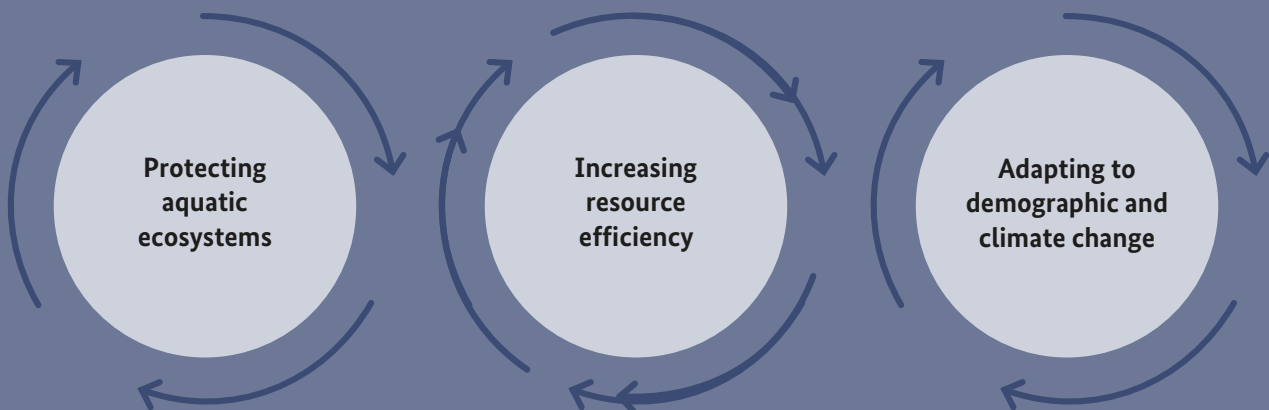 Protecting
aquatic
ecosystems
Increasing
resource
efficiency
Adapting to
demographic and
climate change